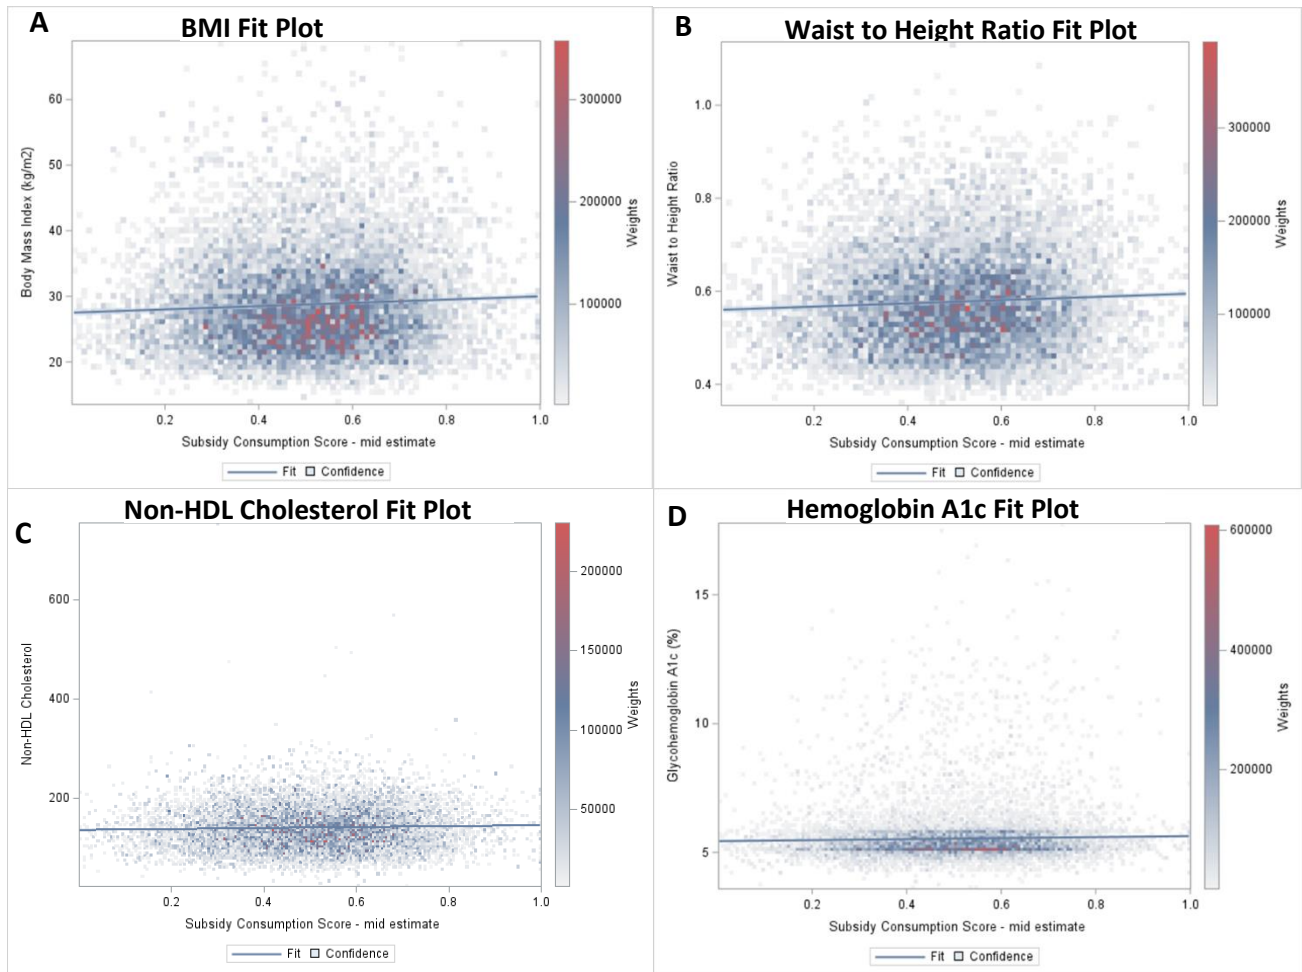 A
BMI Fit Plot
Body Mass Index (kg/m2)
60
50
40
30
20
0.2 0.4 0.6 0.8 1.0
Subsidy Consumption Score - mid estimate
Fit Confidence
300000
200000
100000
Weights
B
Waist to Height Ratio Fit Plot
Waist to Height Ratio
1.0
0.8
0.6
0.4
0.2 0.4 0.6 0.8 1.0
Subsidy Consumption Score - mid estimate
Fit Confidence
300000
200000
100000
Weights
C
Non-HDL Cholesterol Fit Plot
Non-HDL Cholesterol
600
400
200
0.2 0.4 0.6 0.8 1.0
Subsidy Consumption Score - mid estimate
Fit Confidence
200000
150000
100000
50000
Weights
D
Hemoglobin A1c Fit Plot
Glycohemoglobin A1c (%)
15
10
5
0.2 0.4 0.6 0.8 1.0
Subsidy Consumption Score - mid estimate
Fit Confidence
600000
400000
200000
Weights